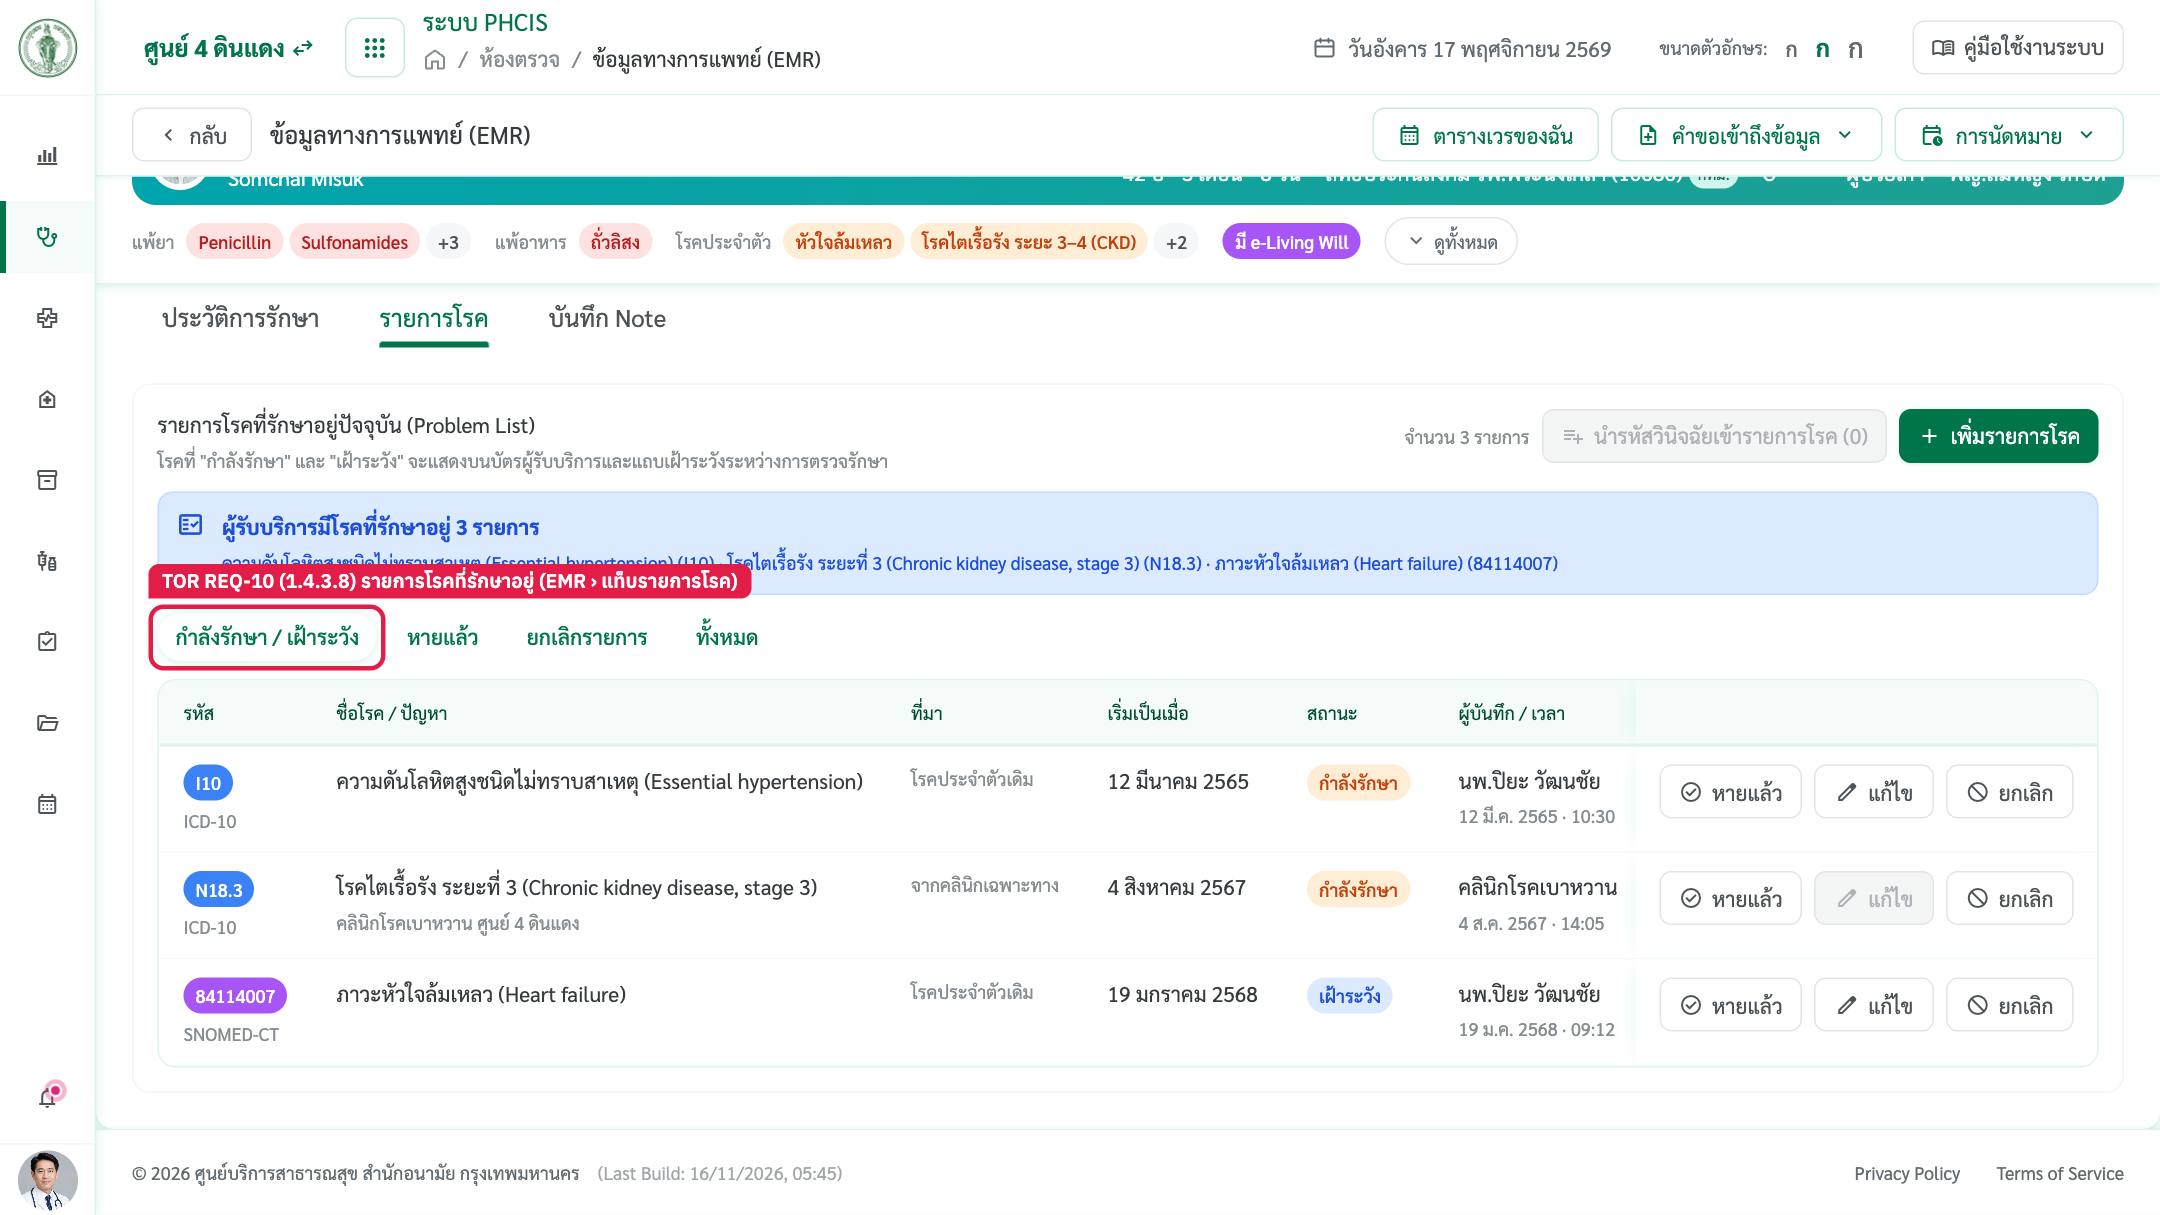 ศูนย์ 4 ดินแดง
ระบบ PHCIS
/ ห้องตรวจ / ข้อมูลทางการแพทย์ (EMR)
วันอังคาร 17 พฤศจิกายน 2569
ขนาดตัวอักษร: ก ก ก
คู่มือใช้งานระบบ
กลับ
ข้อมูลทางการแพทย์ (EMR)
ตารางเวรของฉัน
คำขอเข้าถึงข้อมูล
การนัดหมาย
Somchai Misuk
แพ้ยา Penicillin Sulfonamides +3 แพ้อาหาร ถั่วลิสง โรคประจำตัว หัวใจล้มเหลว โรคไตเรื้อรัง ระยะ 3–4 (CKD) +2 มี e-Living Will ดูทั้งหมด
ประวัติการรักษา รายการโรค บันทึก Note
รายการโรคที่รักษาอยู่ปัจจุบัน (Problem List)
โรคที่ "กำลังรักษา" และ "เฝ้าระวัง" จะแสดงบนบัตรผู้รับบริการและแถบเฝ้าระวังระหว่างการตรวจรักษา
จำนวน 3 รายการ
นำรหัสวินิจฉัยเข้ารายการโรค (0)
เพิ่มรายการโรค
ผู้รับบริการมีโรคที่รักษาอยู่ 3 รายการ
ความดันโลหิตสูงชนิดไม่ทราบสาเหตุ (Essential hypertension) (I10) · โรคไตเรื้อรัง ระยะที่ 3 (Chronic kidney disease, stage 3) (N18.3) · ภาวะหัวใจล้มเหลว (Heart failure) (84114007)
TOR REQ-10 (1.4.3.8) รายการโรคที่รักษาอยู่ (EMR › แท็บรายการโรค)
กำลังรักษา / เฝ้าระวัง หายแล้ว ยกเลิกรายการ ทั้งหมด
รหัส ชื่อโรค / ปัญหา ที่มา เริ่มเป็นเมื่อ สถานะ ผู้บันทึก / เวลา
I10 ความดันโลหิตสูงชนิดไม่ทราบสาเหตุ (Essential hypertension) โรคประจำตัวเดิม 12 มีนาคม 2565 กำลังรักษา นพ.ปิยะ วัฒนชัย หายแล้ว แก้ไข ยกเลิก
ICD-10 12 มี.ค. 2565 · 10:30
N18.3 โรคไตเรื้อรัง ระยะที่ 3 (Chronic kidney disease, stage 3) จากคลินิกเฉพาะทาง 4 สิงหาคม 2567 กำลังรักษา คลินิกโรคเบาหวาน หายแล้ว แก้ไข ยกเลิก
ICD-10 คลินิกโรคเบาหวาน ศูนย์ 4 ดินแดง 4 ส.ค. 2567 · 14:05
84114007 ภาวะหัวใจล้มเหลว (Heart failure) โรคประจำตัวเดิม 19 มกราคม 2568 เฝ้าระวัง นพ.ปิยะ วัฒนชัย หายแล้ว แก้ไข ยกเลิก
SNOMED-CT 19 ม.ค. 2568 · 09:12
© 2026 ศูนย์บริการสาธารณสุข สำนักอนามัย กรุงเทพมหานคร (Last Build: 16/11/2026, 05:45)
Privacy Policy Terms of Service